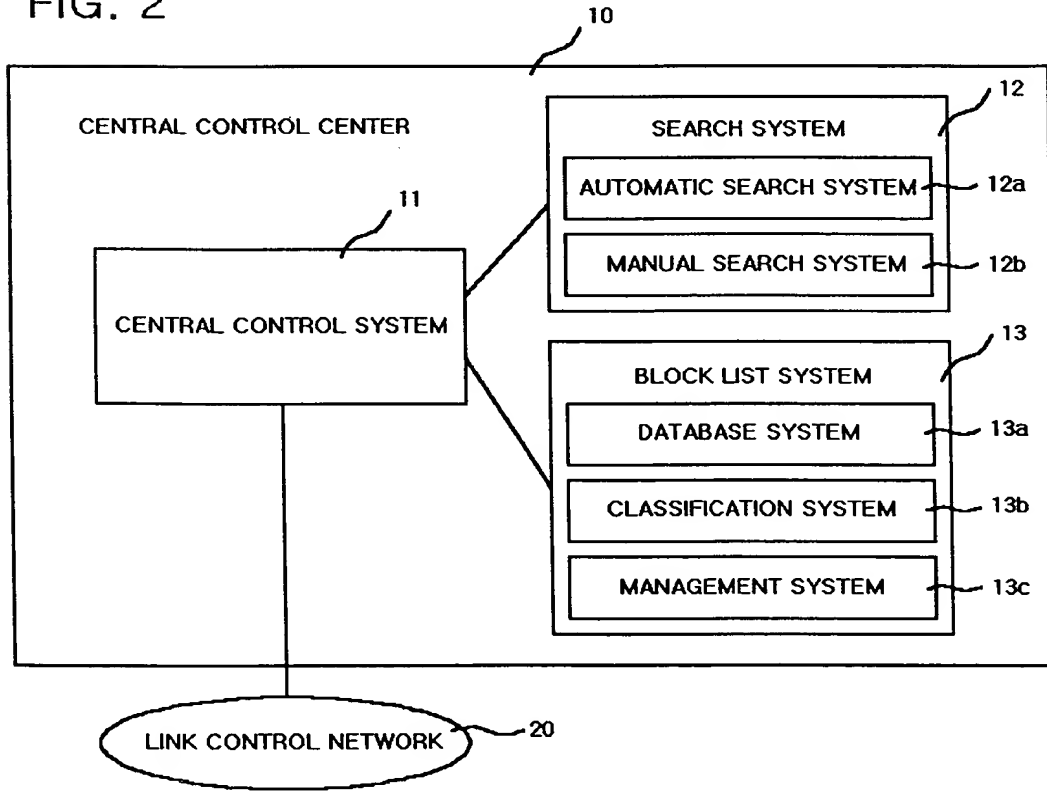 FIG. 2
10
CENTRAL CONTROL CENTER
11
CENTRAL CONTROL SYSTEM
12
SEARCH SYSTEM
AUTOMATIC SEARCH SYSTEM
12a
MANUAL SEARCH SYSTEM
12b
13
BLOCK LIST SYSTEM
DATABASE SYSTEM
13a
CLASSIFICATION SYSTEM
13b
MANAGEMENT SYSTEM
13c
LINK CONTROL NETWORK
20